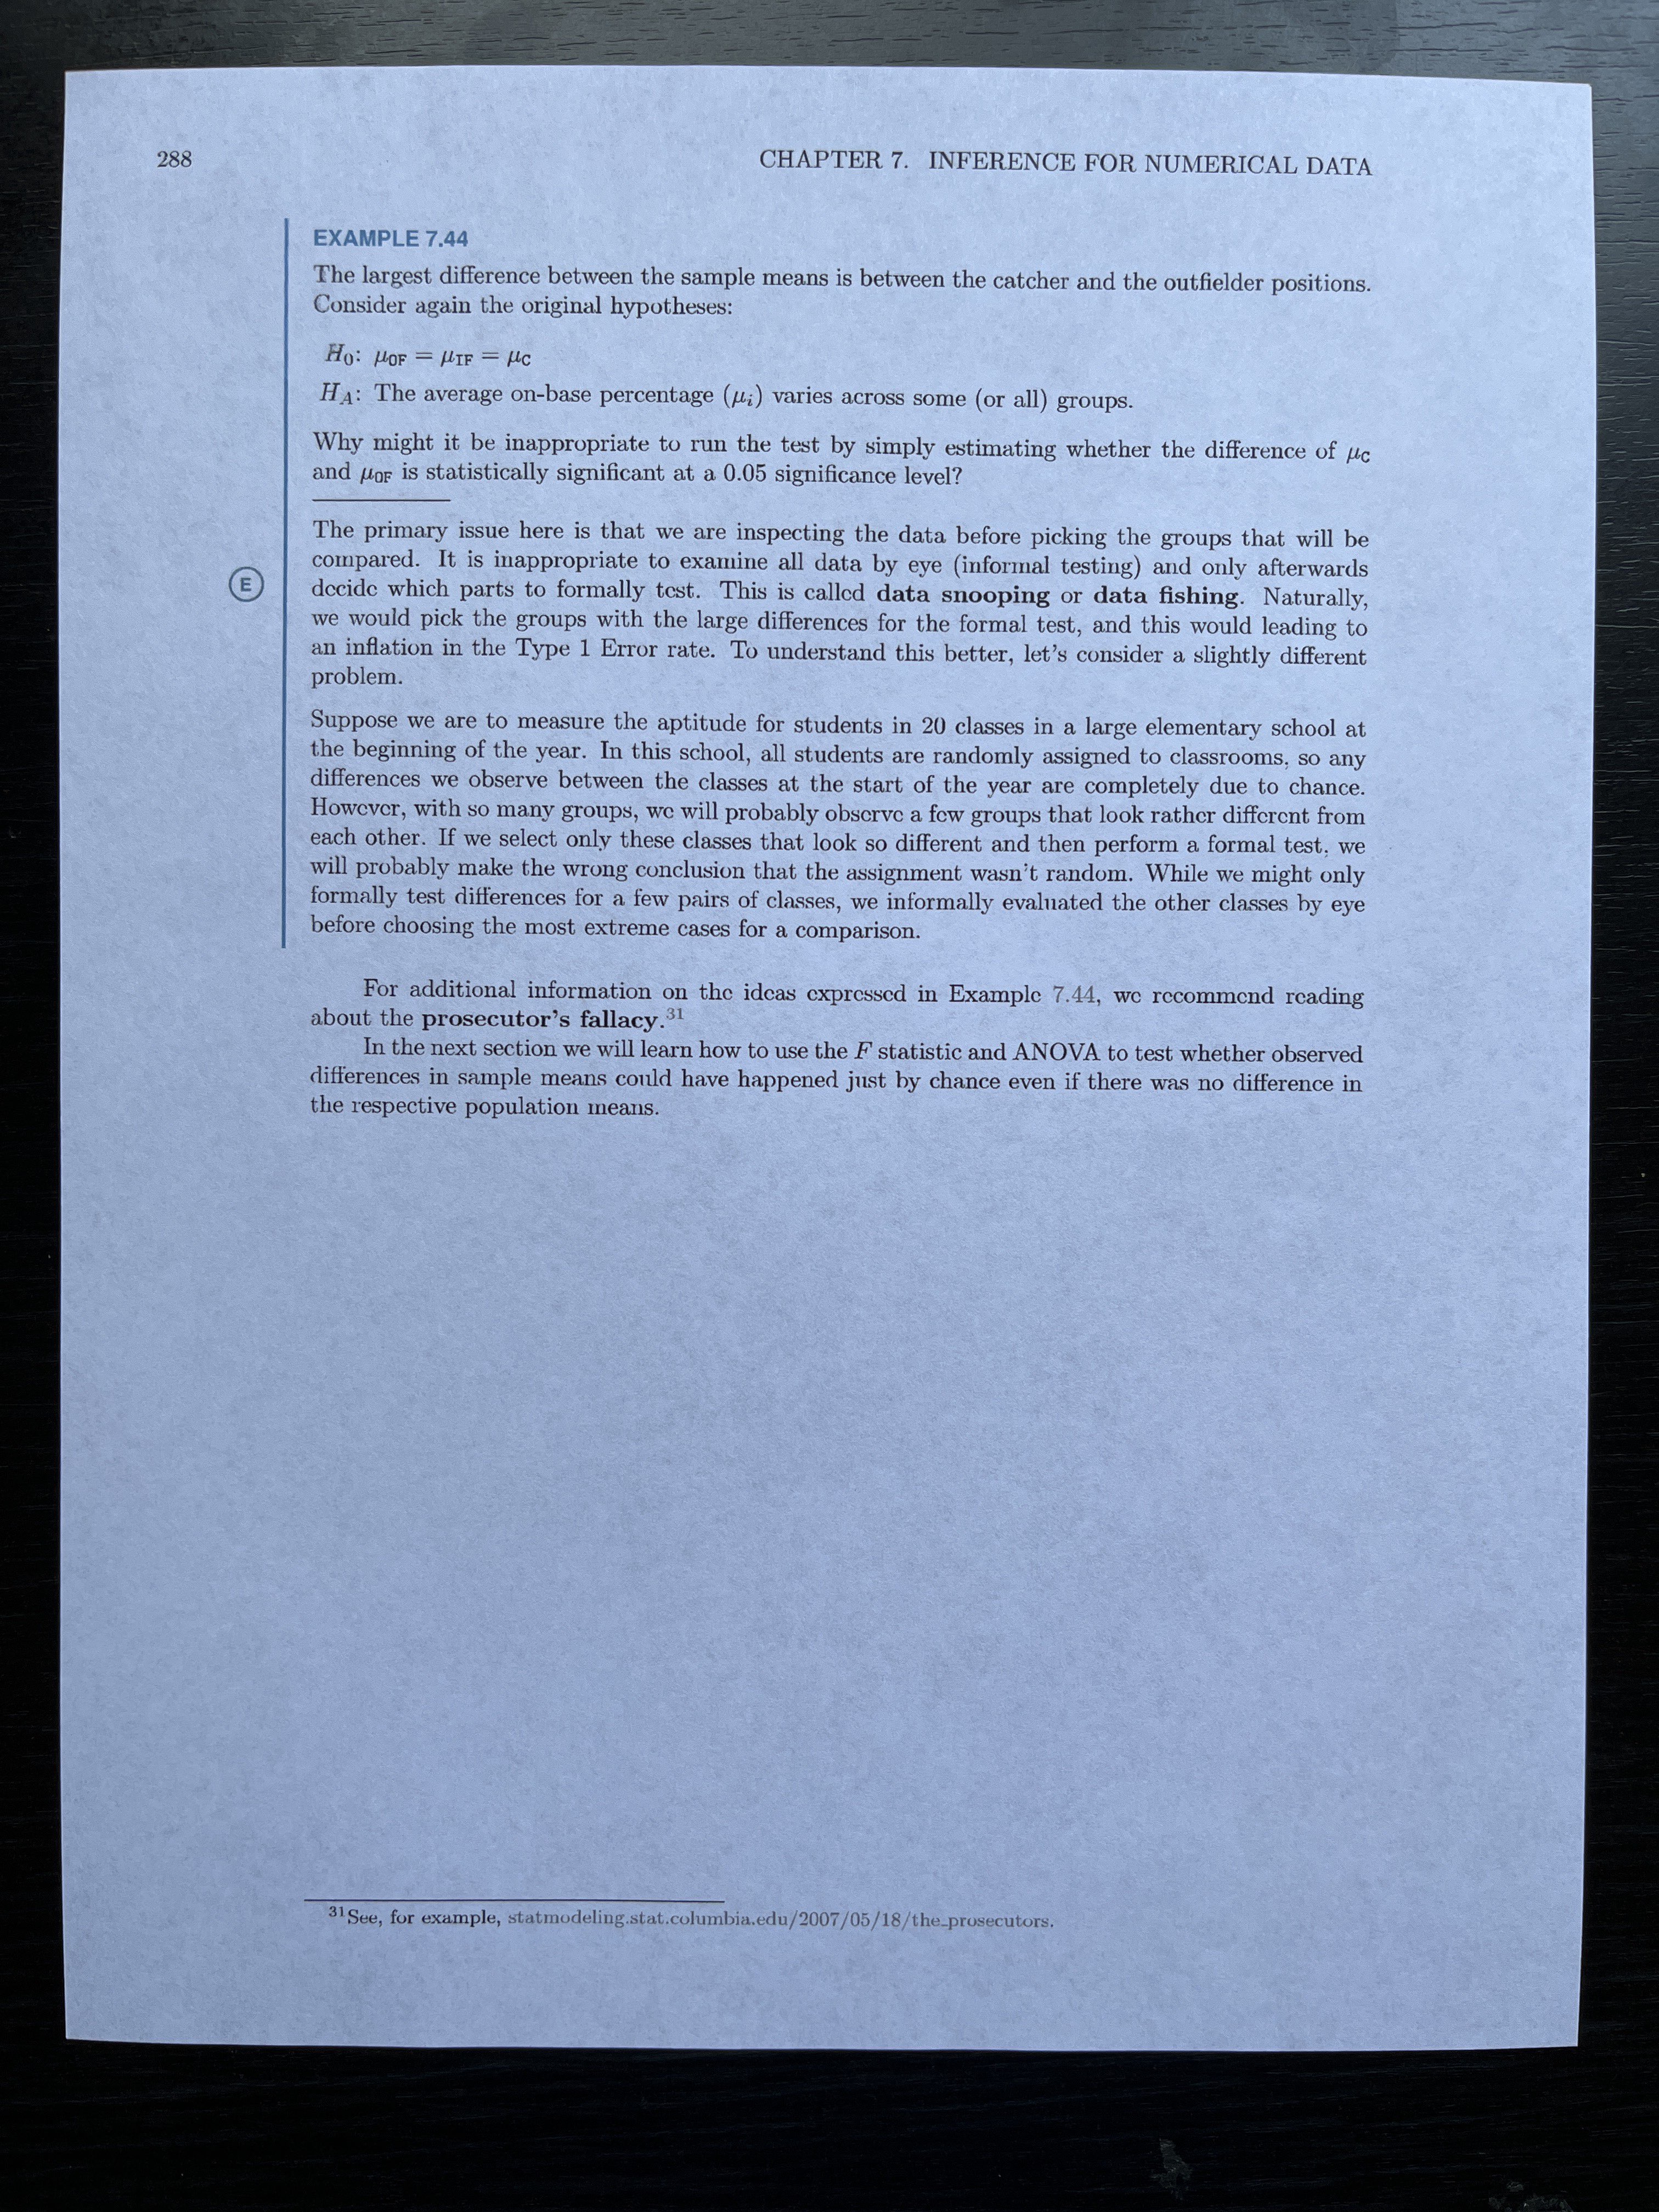 288
CHAPTER 7. INFERENCE FOR NUMERICAL DATA
EXAMPLE 7.44
The largest difference between the sample means is between the catcher and the outfielder positions.
Consider again the original hypotheses:
H₀: μOF = μIF = μC
H_A: The average on-base percentage (μᵢ) varies across some (or all) groups.
Why might it be inappropriate to run the test by simply estimating whether the difference of μC
and μOF is statistically significant at a 0.05 significance level?
The primary issue here is that we are inspecting the data before picking the groups that will be
compared. It is inappropriate to examine all data by eye (informal testing) and only afterwards
E
decide which parts to formally test. This is called data snooping or data fishing. Naturally,
we would pick the groups with the large differences for the formal test, and this would leading to
an inflation in the Type 1 Error rate. To understand this better, let's consider a slightly different
problem.
Suppose we are to measure the aptitude for students in 20 classes in a large elementary school at
the beginning of the year. In this school, all students are randomly assigned to classrooms, so any
differences we observe between the classes at the start of the year are completely due to chance.
However, with so many groups, we will probably observe a few groups that look rather different from
each other. If we select only these classes that look so different and then perform a formal test, we
will probably make the wrong conclusion that the assignment wasn't random. While we might only
formally test differences for a few pairs of classes, we informally evaluated the other classes by eye
before choosing the most extreme cases for a comparison.
For additional information on the ideas expressed in Example 7.44, we recommend reading
about the prosecutor's fallacy.³¹
In the next section we will learn how to use the F statistic and ANOVA to test whether observed
differences in sample means could have happened just by chance even if there was no difference in
the respective population means.
³¹See, for example, statmodeling.stat.columbia.edu/2007/05/18/the_prosecutors.